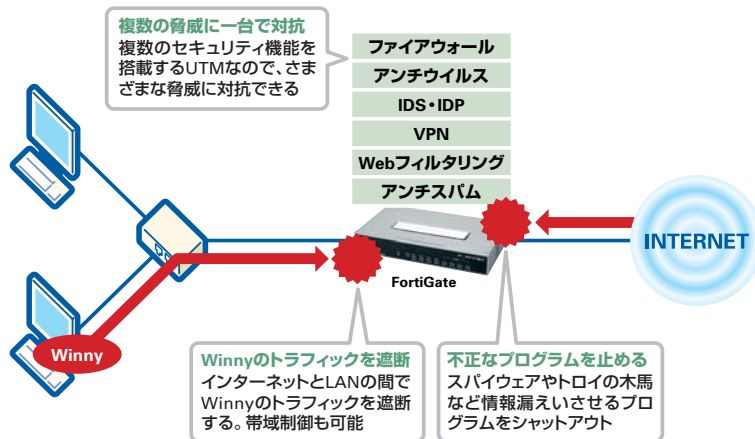 複数の脅威に一台で対抗
複数のセキュリティ機能を
搭載するUTMなので、さま
ざまな脅威に対抗できる
ファイアウォール
アンチウイルス
IDS・IDP
VPN
Webフィルタリング
アンチスパム
INTERNET
FortiGate
Winny
Winnyのトラフィックを遮断
インターネットとLANの間で
Winnyのトラフィックを遮断
する。帯域制御も可能
不正なプログラムを止める
スパイウェアやトロイの木馬
など情報漏えいさせるプロ
グラムをシャットアウト